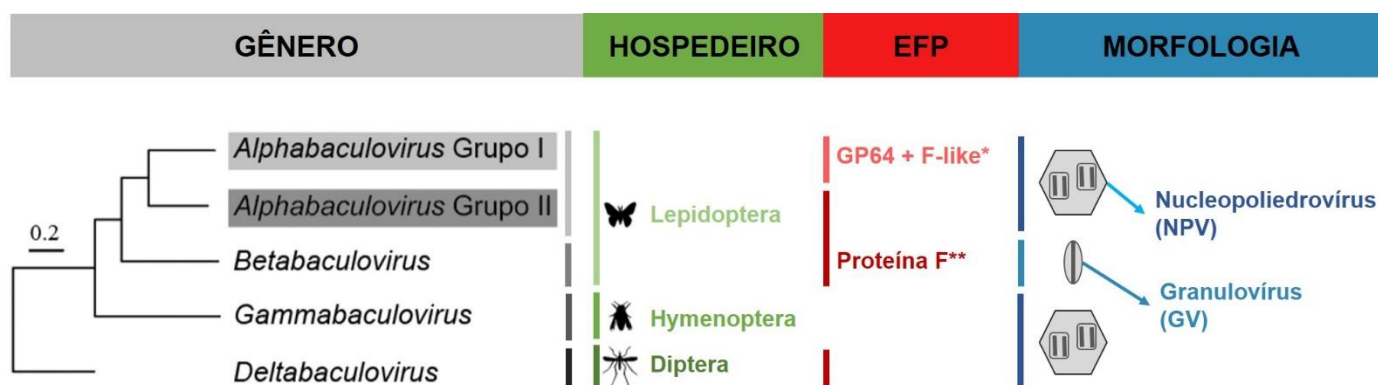 GÊNERO
HOSPEDEIRO
EFP
MORFOLOGIA
Alphabaculovirus Grupo I
Alphabaculovirus Grupo II
Betabaculovirus
Gammabaculovirus
Deltabaculovirus
0.2
Lepidoptera
Hymenoptera
Diptera
GP64 + F-like*
Proteína F**
Nucleopoliedrovírus
(NPV)
Granulovírus
(GV)